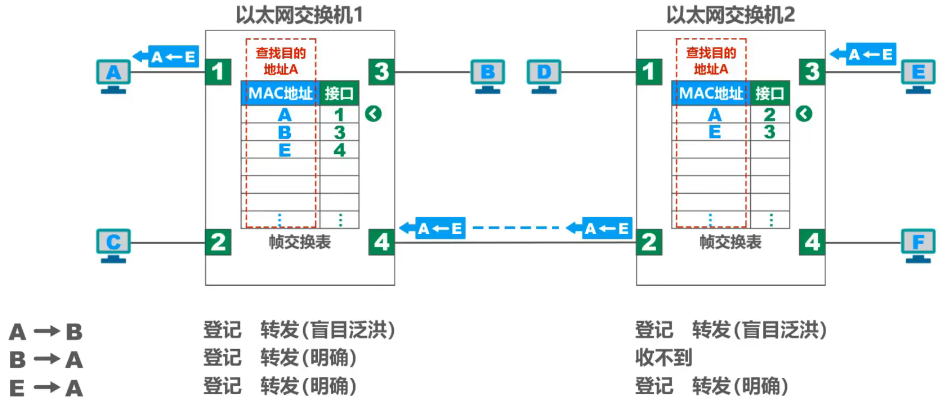 以太网交换机1
以太网交换机2
A←E
A←E
A
1
查找目的
地址A
3
B
D
1
查找目的
地址A
3
E
MAC地址 接口
A 1
B 3
E 4
⋮ ⋮
MAC地址 接口
A 2
E 3
⋮ ⋮
C
2
帧交换表
4
A←E
A←E
2
帧交换表
4
F
A→B 登记 转发(盲目泛洪) 登记 转发(盲目泛洪)
B→A 登记 转发(明确) 收不到
E→A 登记 转发(明确) 登记 转发(明确)